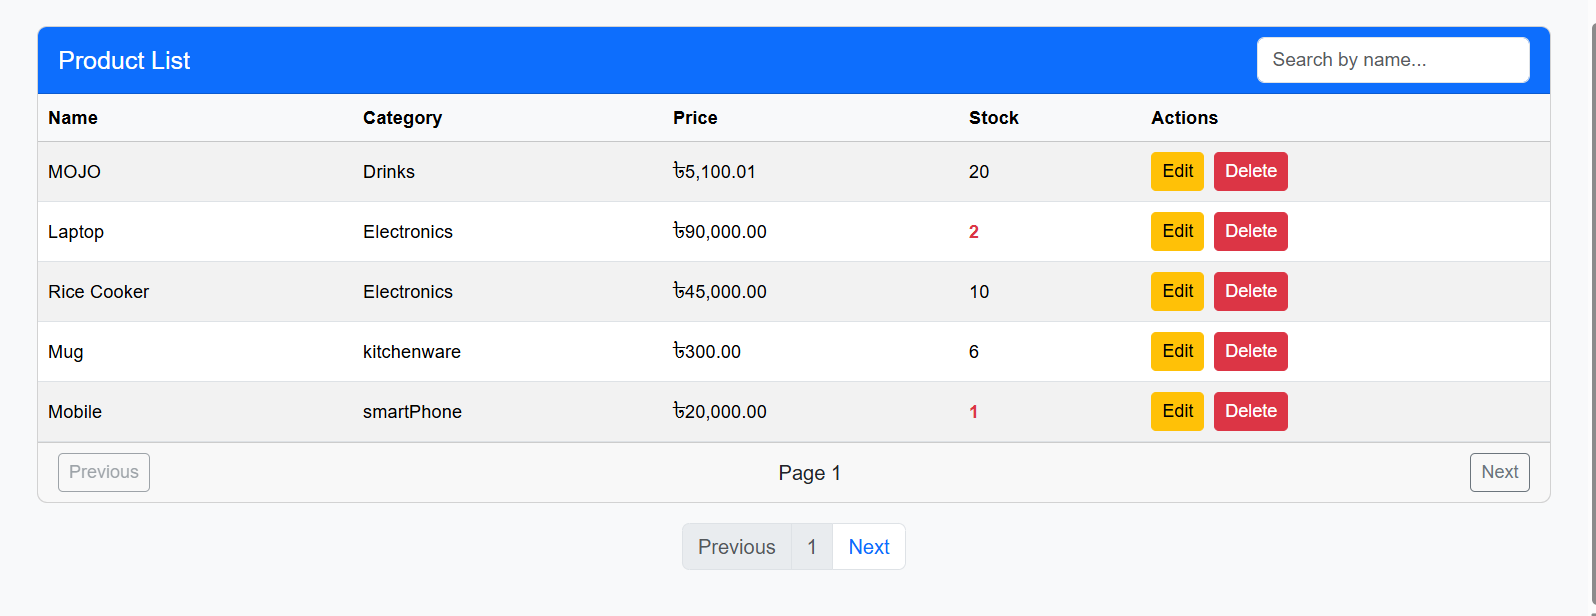 Product List Search by name...
Name Category Price Stock Actions
MOJO Drinks ৳5,100.01 20 Edit Delete
Laptop Electronics ৳90,000.00 2 Edit Delete
Rice Cooker Electronics ৳45,000.00 10 Edit Delete
Mug kitchenware ৳300.00 6 Edit Delete
Mobile smartPhone ৳20,000.00 1 Edit Delete
Previous Page 1 Next
Previous 1 Next